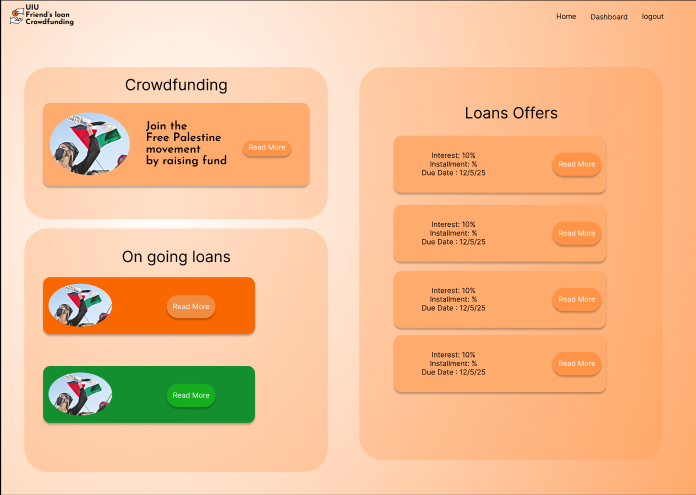 UIU
Friend's loan
Crowdfunding
Home
Dashboard
logout
Crowdfunding
Join the
Free Palestine
movement
by raising fund
Read More
On going loans
Read More
Read More
Loans Offers
Interest: 10%
Installment: %
Due Date : 12/5/25
Read More
Interest: 10%
Installment: %
Due Date : 12/5/25
Read More
Interest: 10%
Installment: %
Due Date : 12/5/25
Read More
Interest: 10%
Installment: %
Due Date : 12/5/25
Read More